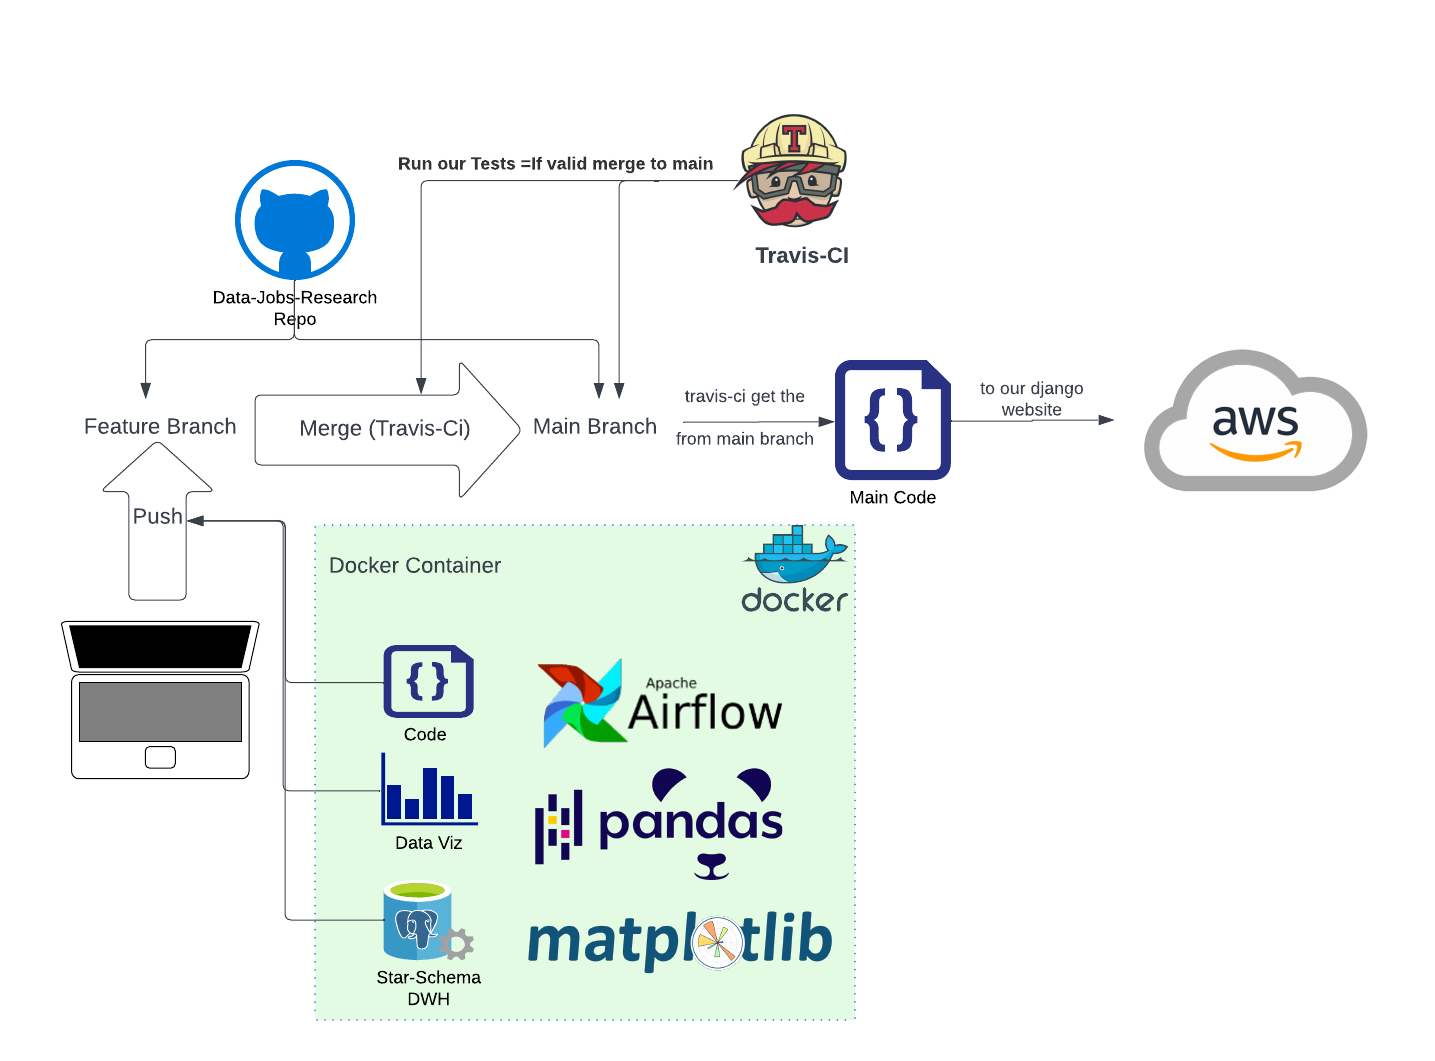 Run our Tests =If valid merge to main
T
Travis-CI
Data-Jobs-Research
Repo
Feature Branch
Merge (Travis-Ci)
Main Branch
travis-ci get the
from main branch
{}
Main Code
to our django
website
aws
Push
Docker Container
docker
{}
Code
Apache
Airflow
Data Viz
pandas
Star-Schema
DWH
matplotlib